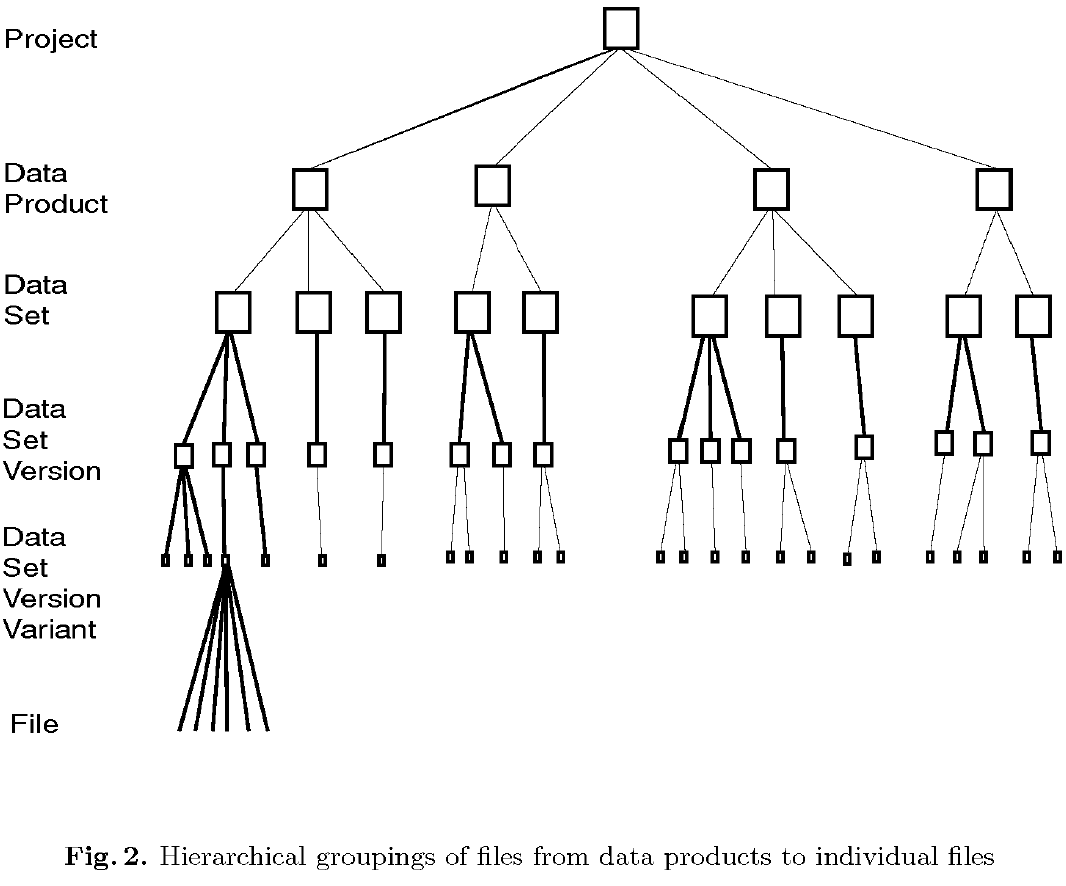 Project
Data
Product
Data
Set
Data
Set
Version
Data
Set
Version
Variant
File
Fig. 2. Hierarchical groupings of files from data products to individual files